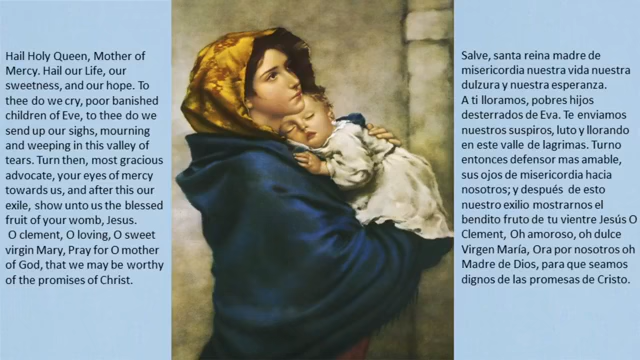 Hail Holy Queen, Mother of
Mercy. Hail our Life, our
sweetness, and our hope. To
thee do we cry, poor banished
children of Eve, to thee do we
send up our sighs, mourning
and weeping in this valley of
tears. Turn then, most gracious
advocate, your eyes of mercy
towards us, and after this our
exile, show unto us the blessed
fruit of your womb, Jesus.
O clement, O loving, O sweet
virgin Mary, Pray for O mother
of God, that we may be worthy
of the promises of Christ.
Salve, santa reina madre de
misericordia nuestra vida nuestra
dulzura y nuestra esperanza.
A ti lloramos, pobres hijos
desterrados de Eva. Te enviamos
nuestros suspiros, luto y llorando
en este valle de lagrimas. Turno
entonces defensor mas amable,
sus ojos de misericordia hacia
nosotros; y después de esto
nuestro exilio mostrarnos el
bendito fruto de tu vientre Jesús O
Clement, Oh amoroso, oh dulce
Virgen María, Ora por nosotros oh
Madre de Dios, para que seamos
dignos de las promesas de Cristo.